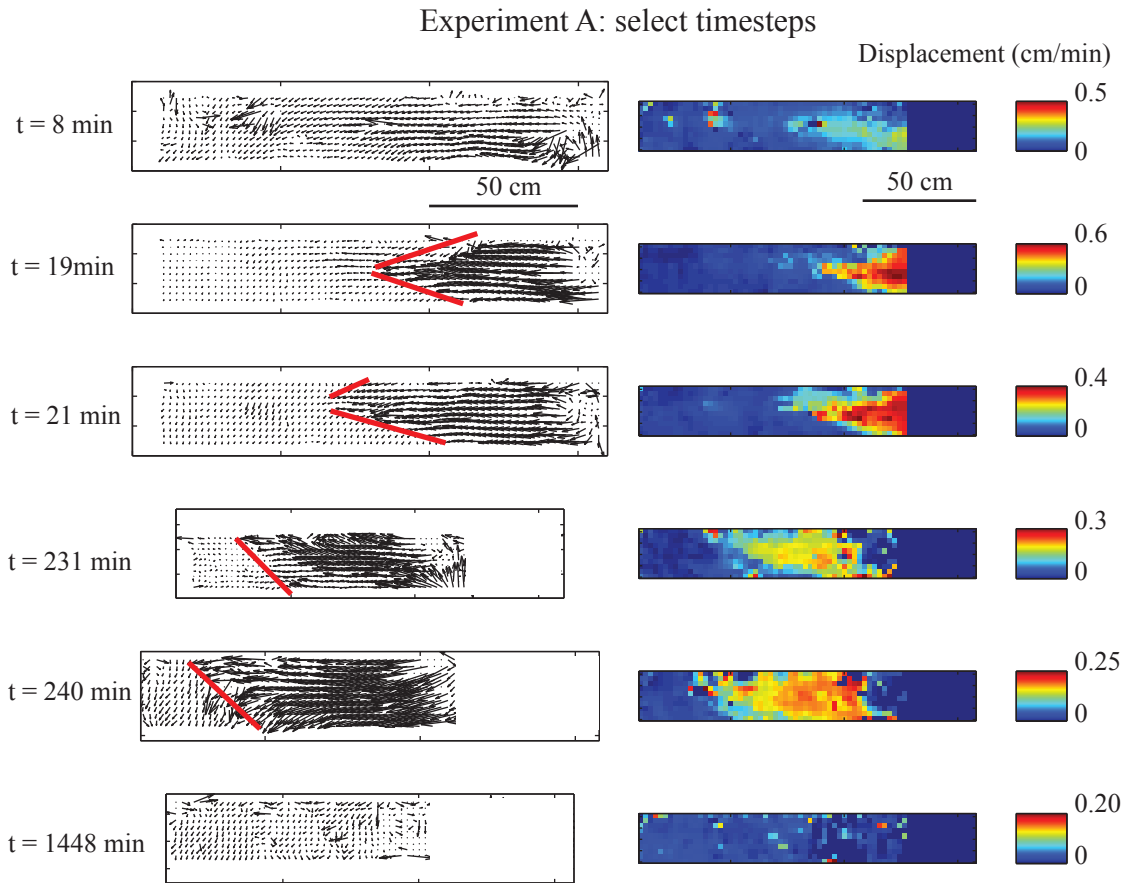 Experiment A: select timesteps
Displacement (cm/min)
t = 8 min
0.5
0
50 cm
50 cm
t = 19min
0.6
0
t = 21 min
0.4
0
t = 231 min
0.3
0
t = 240 min
0.25
0
t = 1448 min
0.20
0